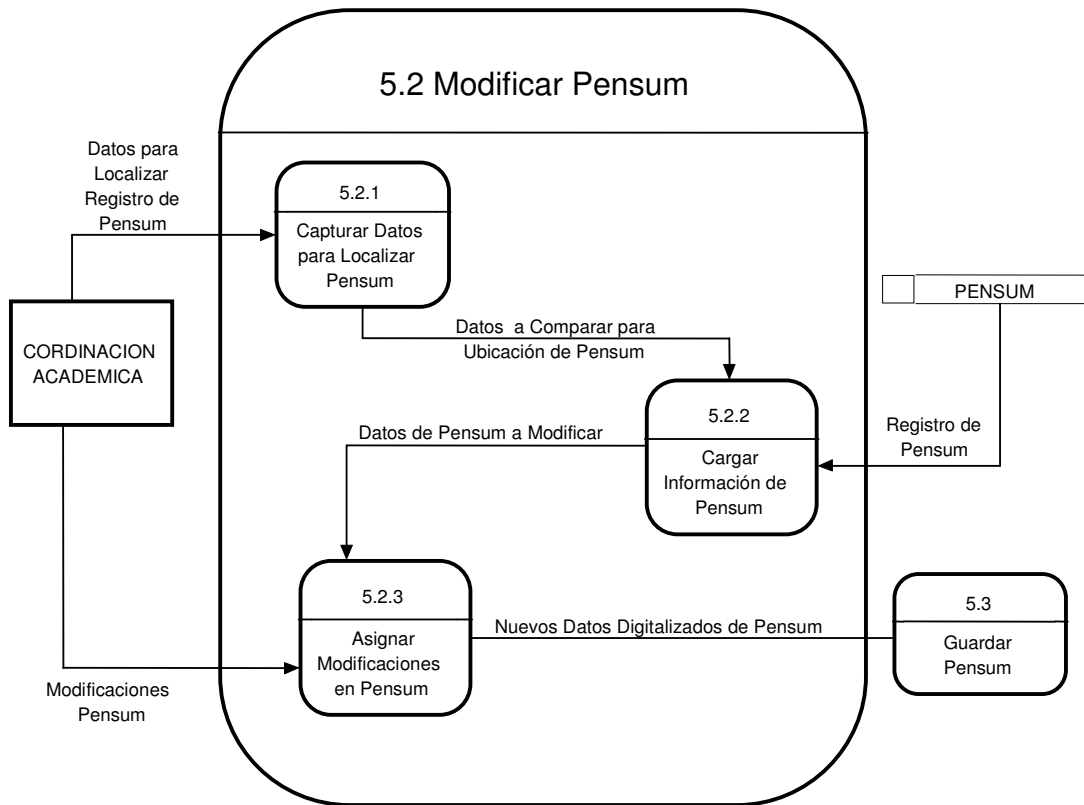 5.2 Modificar Pensum
Datos para
Localizar
Registro de
Pensum
5.2.1
Capturar Datos
para Localizar
Pensum
PENSUM
CORDINACION
ACADEMICA
Datos a Comparar para
Ubicación de Pensum
5.2.2
Cargar
Información de
Pensum
Datos de Pensum a Modificar
Registro de
Pensum
5.2.3
Asignar
Modificaciones
en Pensum
Nuevos Datos Digitalizados de Pensum
5.3
Guardar
Pensum
Modificaciones
Pensum